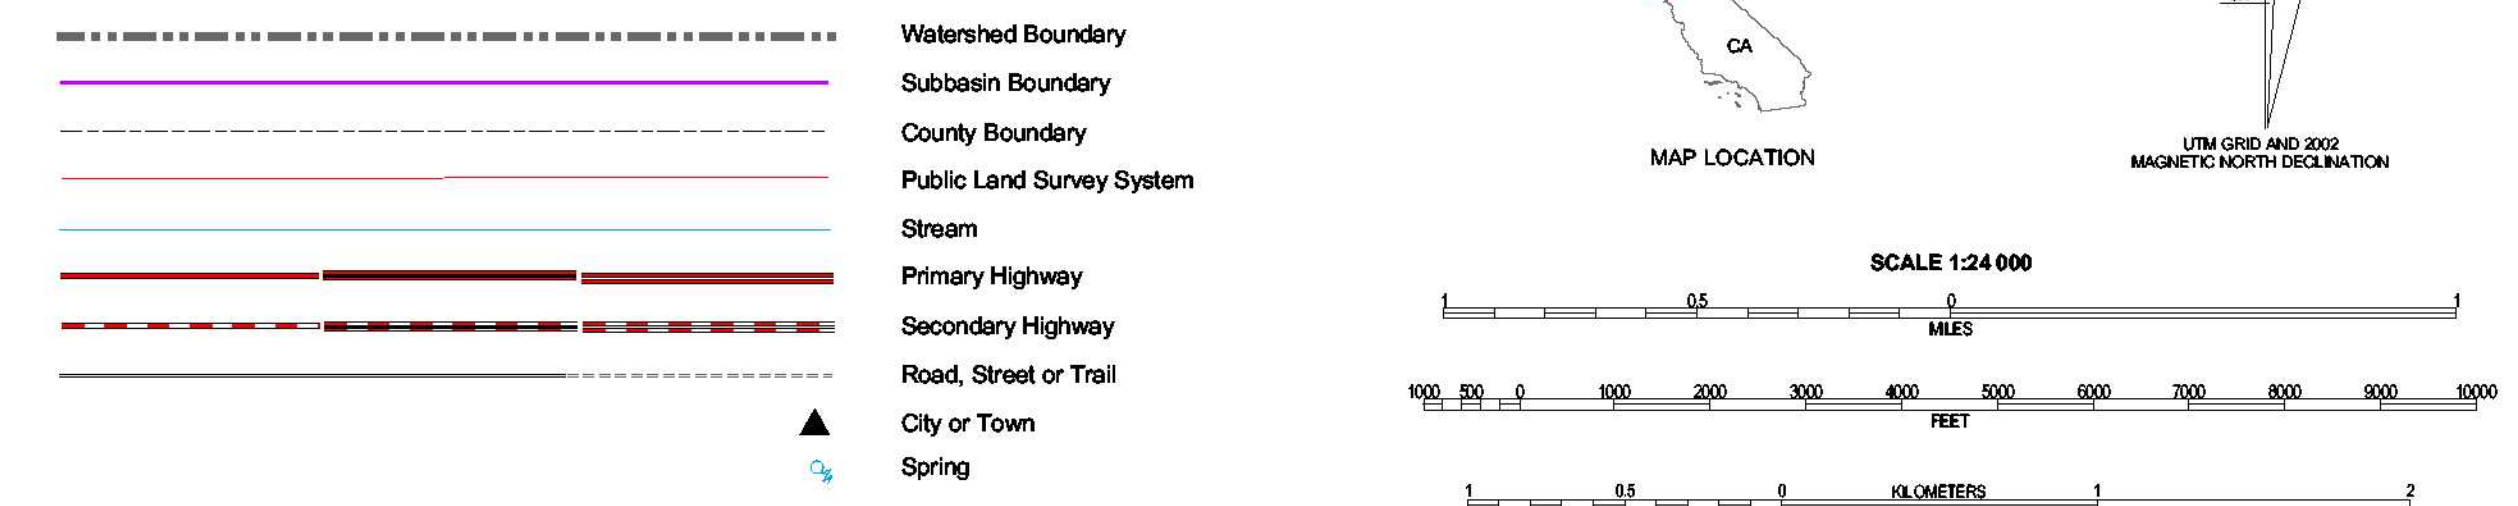 Watershed Boundary
Subbasin Boundary
County Boundary
Public Land Survey System
Stream
Primary Highway
Secondary Highway
Road, Street or Trail
City or Town
Spring
CA
MAP LOCATION
UTM GRID AND 2002
MAGNETIC NORTH DECLINATION
SCALE 1:24 000
1 0.5 0 1
MILES
1000 500 0 1000 2000 3000 4000 5000 6000 7000 8000 9000 10000
FEET
1 0.5 0 KILOMETERS 1 2